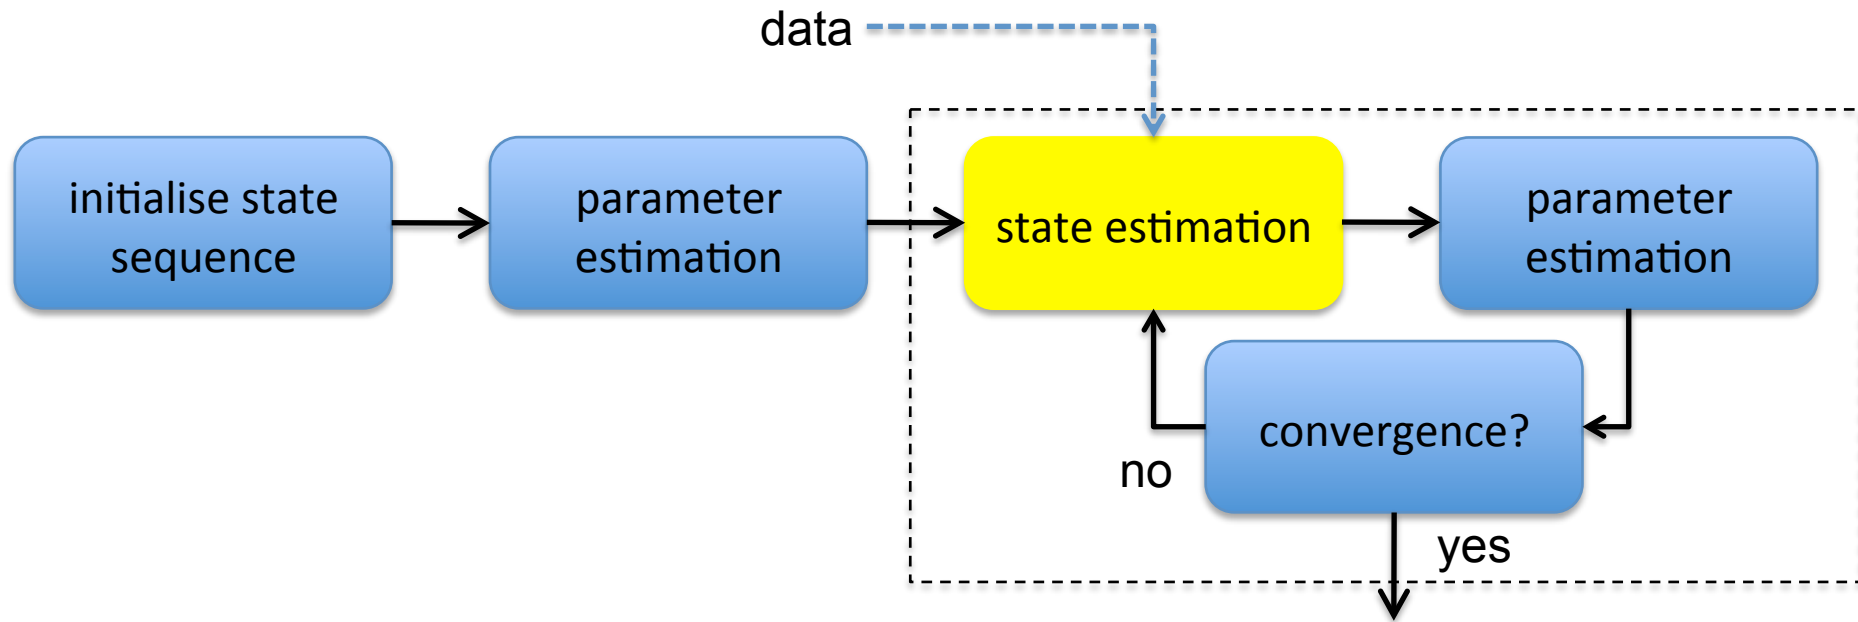 data
initialise state
sequence
parameter
estimation
state estimation
parameter
estimation
convergence?
no
yes